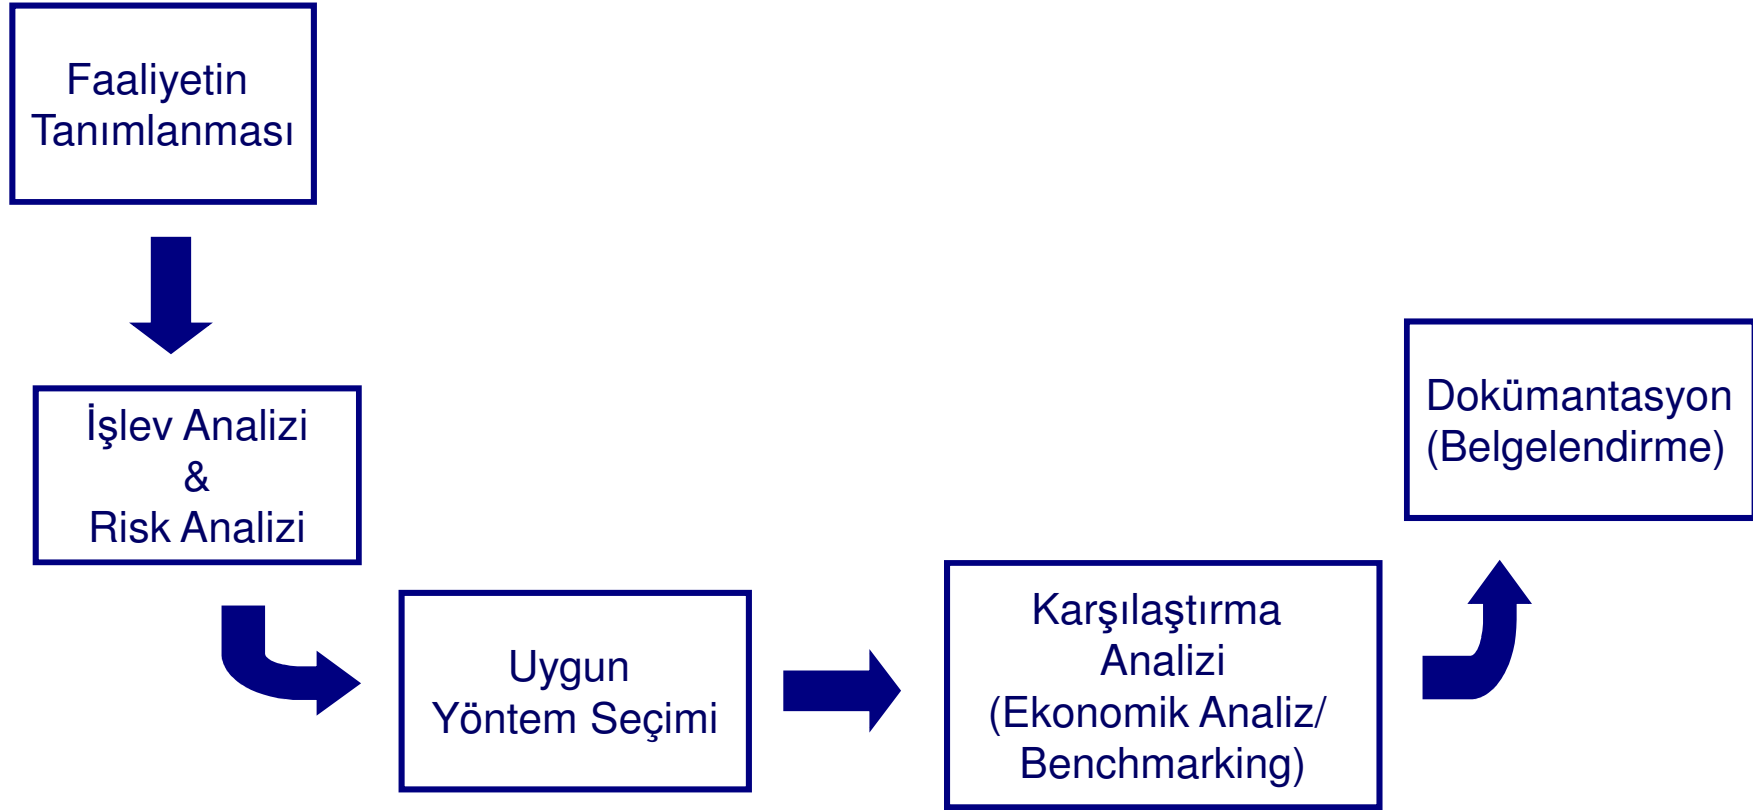 Faaliyetin
Tanımlanması
İşlev Analizi
&
Risk Analizi
Uygun
Yöntem Seçimi
Karşılaştırma
Analizi
(Ekonomik Analiz/
Benchmarking)
Dokümantasyon
(Belgelendirme)